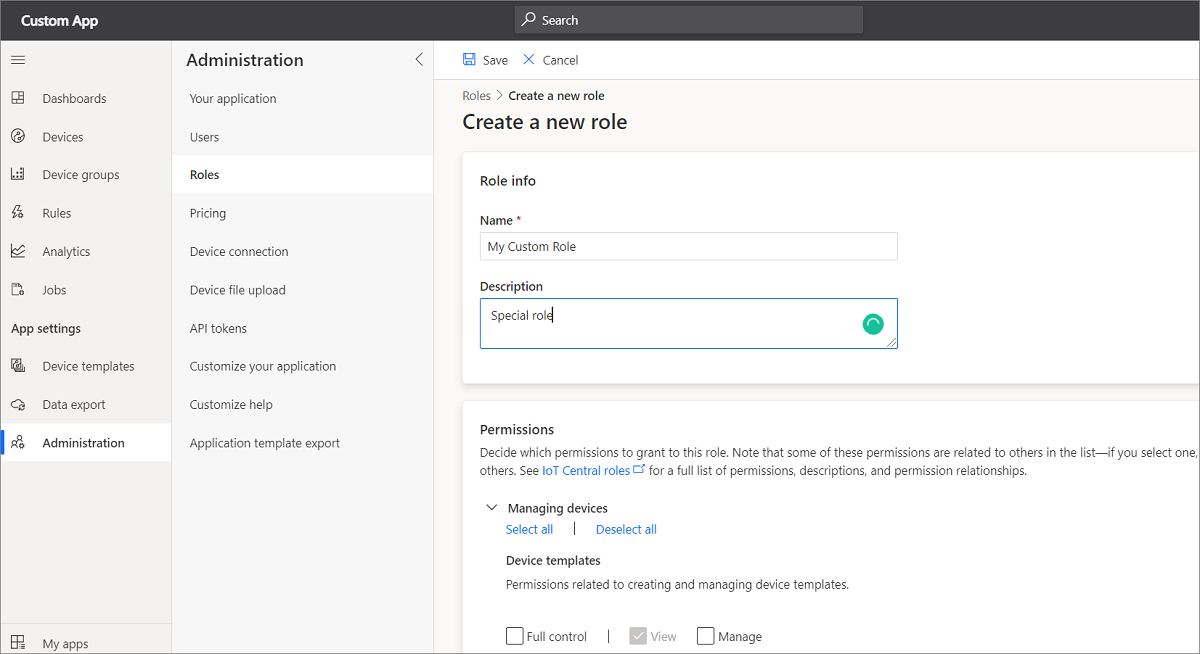 Custom App
Search
Dashboards
Devices
Device groups
Rules
Analytics
Jobs
App settings
Device templates
Data export
Administration
My apps
Administration
Your application
Users
Roles
Pricing
Device connection
Device file upload
API tokens
Customize your application
Customize help
Application template export
Save Cancel
Roles > Create a new role
Create a new role
Role info
Name *
My Custom Role
Description
Special role
Permissions
Decide which permissions to grant to this role. Note that some of these permissions are related to others in the list—if you select one,
others. See IoT Central roles for a full list of permissions, descriptions, and permission relationships.
Managing devices
Select all | Deselect all
Device templates
Permissions related to creating and managing device templates.
Full control | View Manage